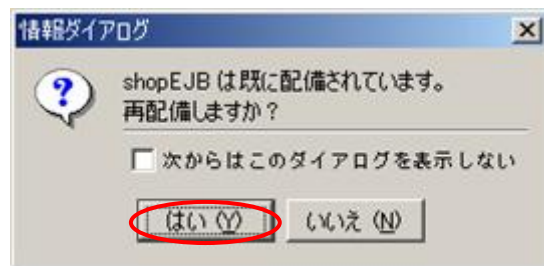 情報ダイアログ
shopEJB は既に配備されています。
再配備しますか？
次からはこのダイアログを表示しない
はい (Y)
いいえ (N)